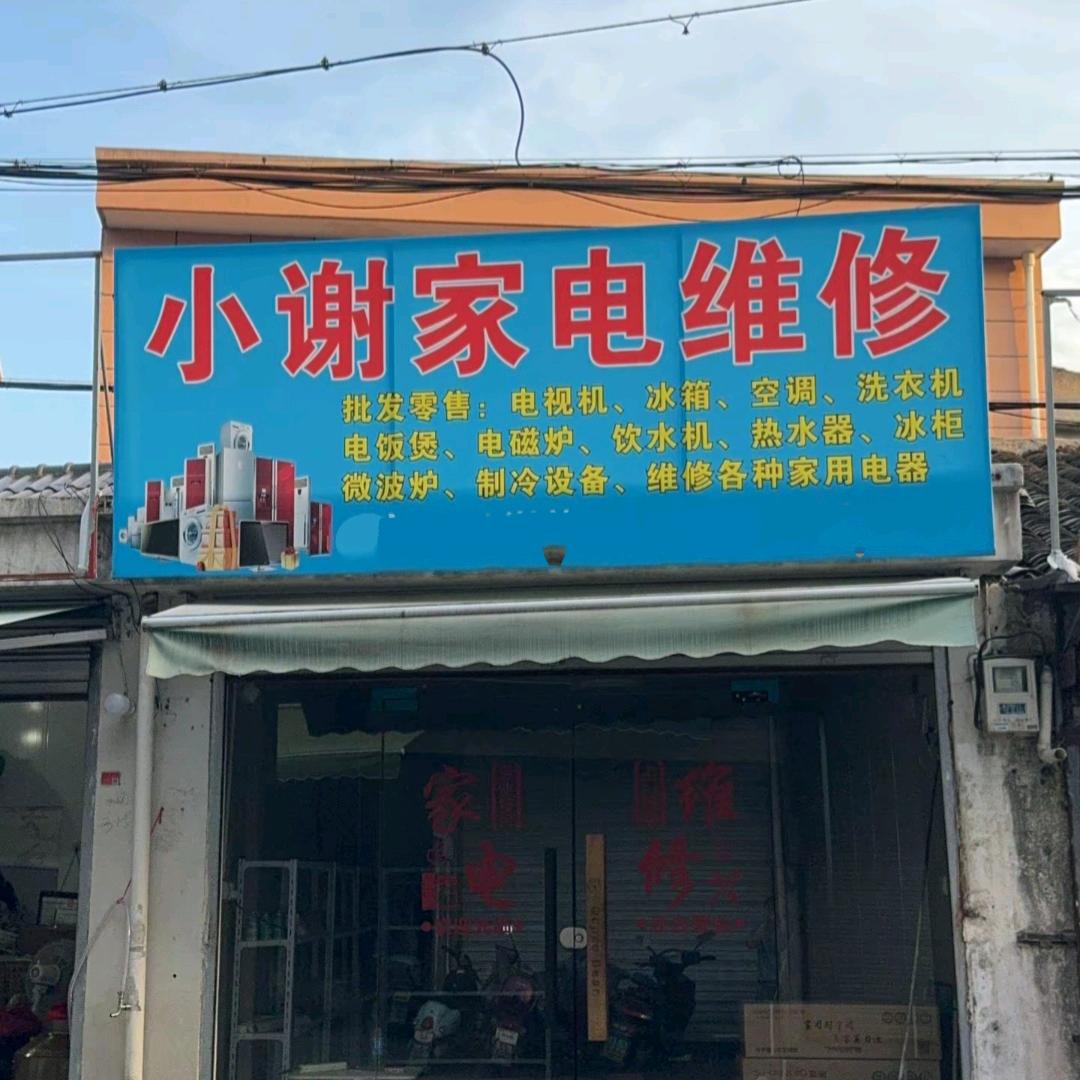 小谢家电维修
批发零售：电视机、冰箱、空调、洗衣机
电饭煲、电磁炉、饮水机、热水器、冰柜
微波炉、制冷设备、维修各种家用电器
家电
维修